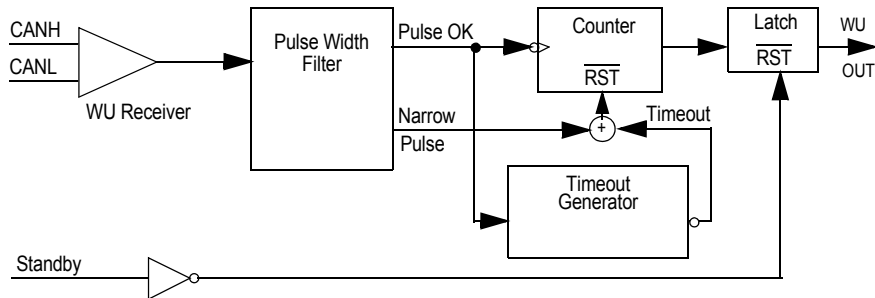 CANH
CANL
WU Receiver
Pulse Width
Filter
Pulse OK
Narrow
Pulse
Counter
RST
+
Timeout
Timeout
Generator
Latch
RST
WU
OUT
Standby